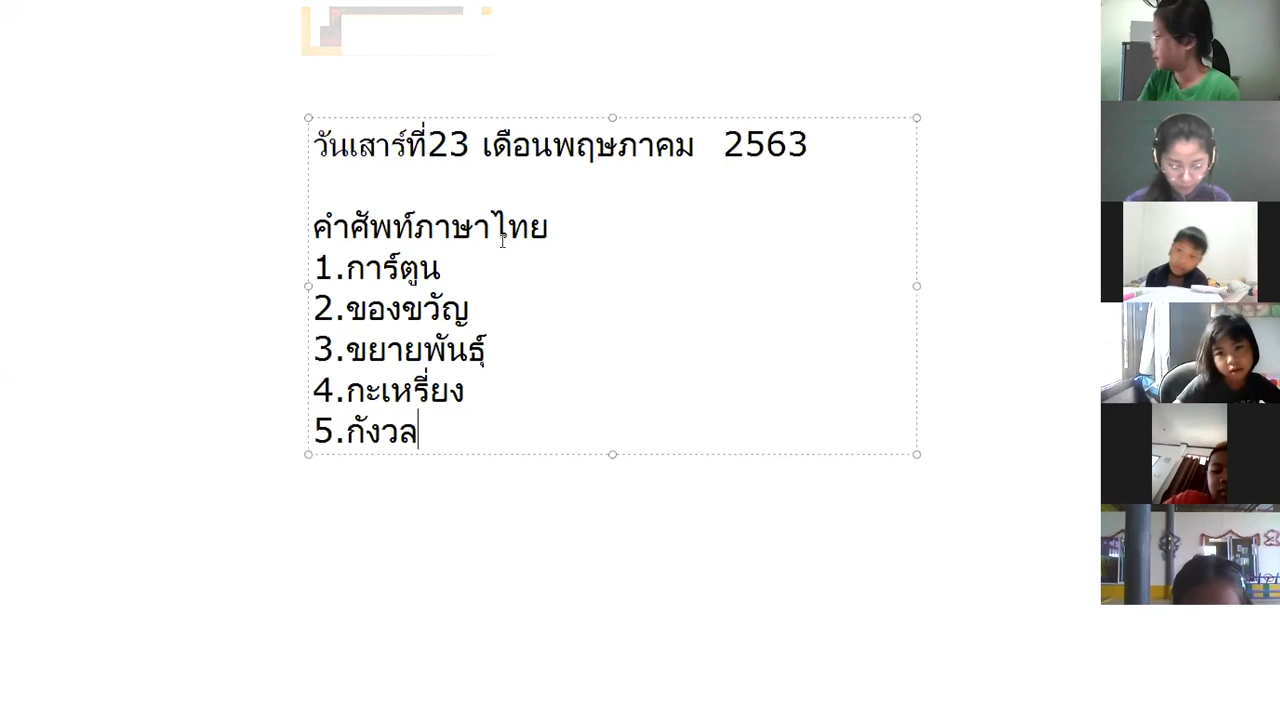 วันเสาร์ที่23 เดือนพฤษภาคม 2563
คำศัพท์ภาษาไทย
1.การ์ตูน
2.ของขวัญ
3.ขยายพันธุ์
4.กะเหรี่ยง
5.กังวล